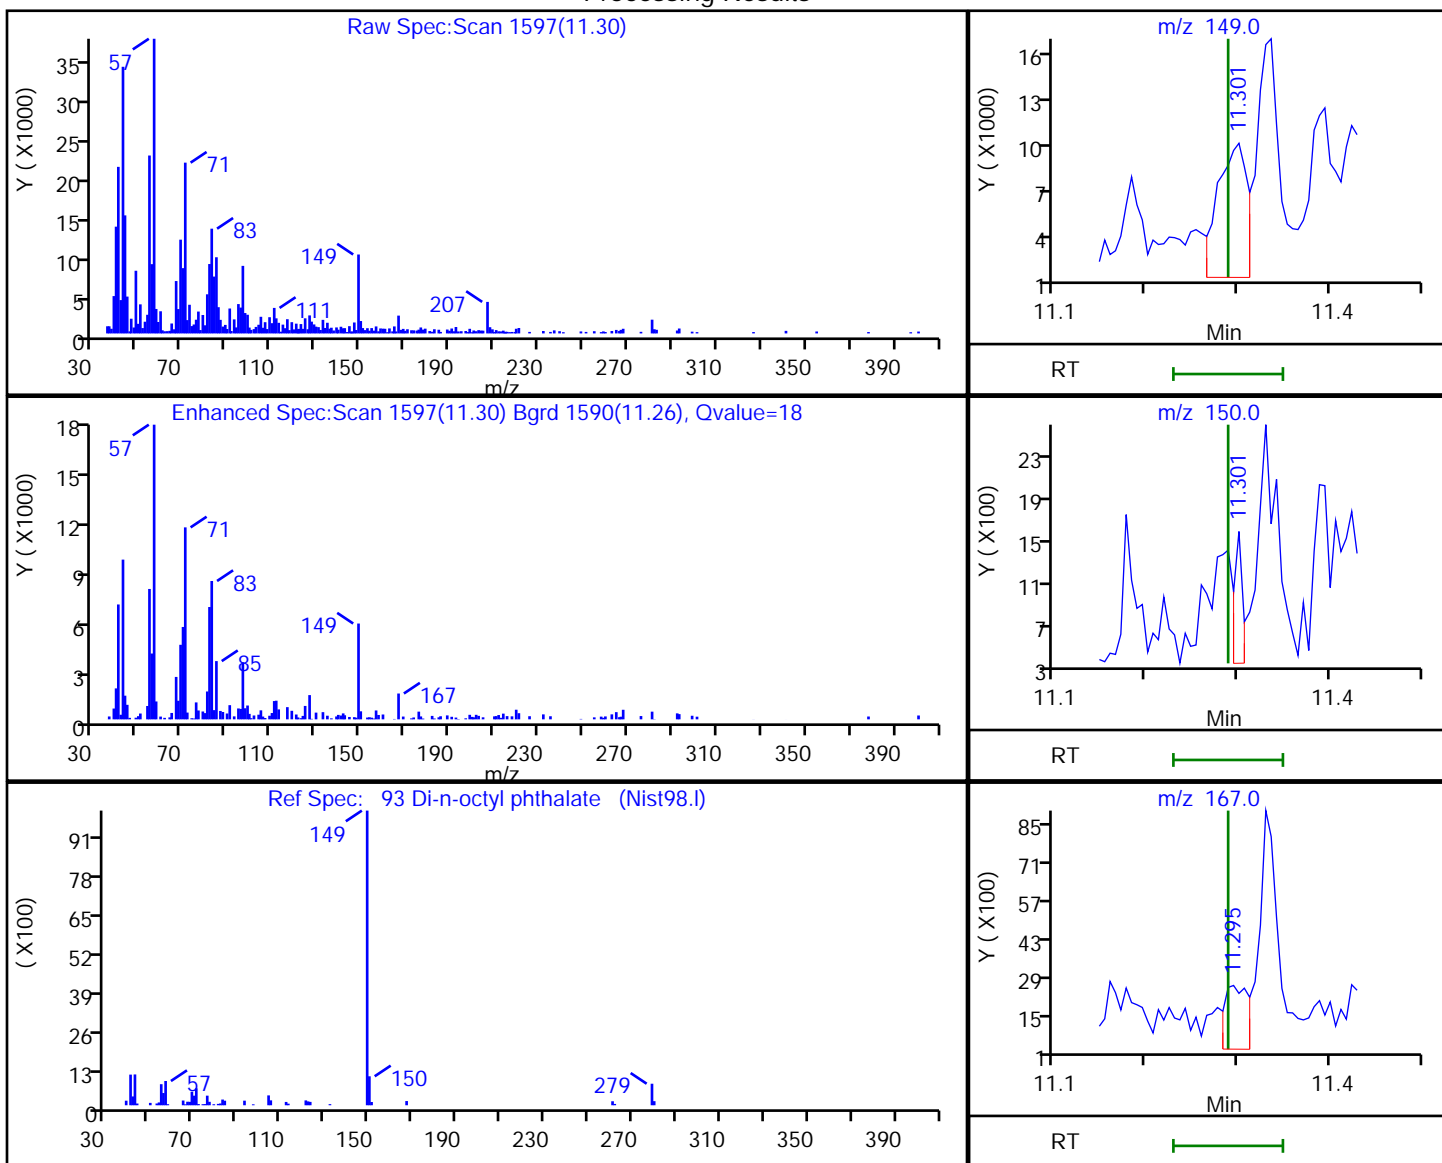 Processing Results
Raw Spec:Scan 1597(11.30)
Y ( X1000)
35
30
25
20
15
10
5
0
57
71
83
111
149
207
30 70 110 150 190 230 270 310 350 390
m/z
m/z 149.0
Y ( X1000)
16
13
10
7
4
1
11.301
11.1 11.4
Min
RT
Enhanced Spec:Scan 1597(11.30) Bgrd 1590(11.26), Qvalue=18
Y ( X1000)
18
15
12
9
6
3
0
57
71
83
85
149
167
30 70 110 150 190 230 270 310 350 390
m/z
m/z 150.0
Y ( X100)
23
19
15
11
7
3
11.301
11.1 11.4
Min
RT
Ref Spec: 93 Di-n-octyl phthalate (Nist98.l)
( X100)
91
78
65
52
39
26
13
0
149
57
150
279
30 70 110 150 190 230 270 310 350 390
m/z 167.0
Y ( X100)
85
71
57
43
29
15
1
11.295
11.1 11.4
Min
RT